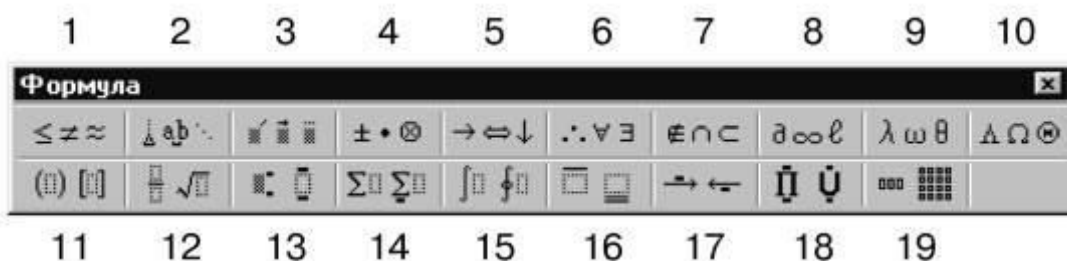 1 2 3 4 5 6 7 8 9 10
Формула
≤ ≠ ≈ a͟b ⋱ ± • ⊗ → ⇔ ↓ ∴ ∀ ∃ ∉ ∩ ⊂ ∂ ∞ ℓ λ ω θ Λ Ω Θ
(▯) [▯] √▯ Σ▯ Σ▯ ∫▯ ∮▯ → ← Π Ụ
11 12 13 14 15 16 17 18 19